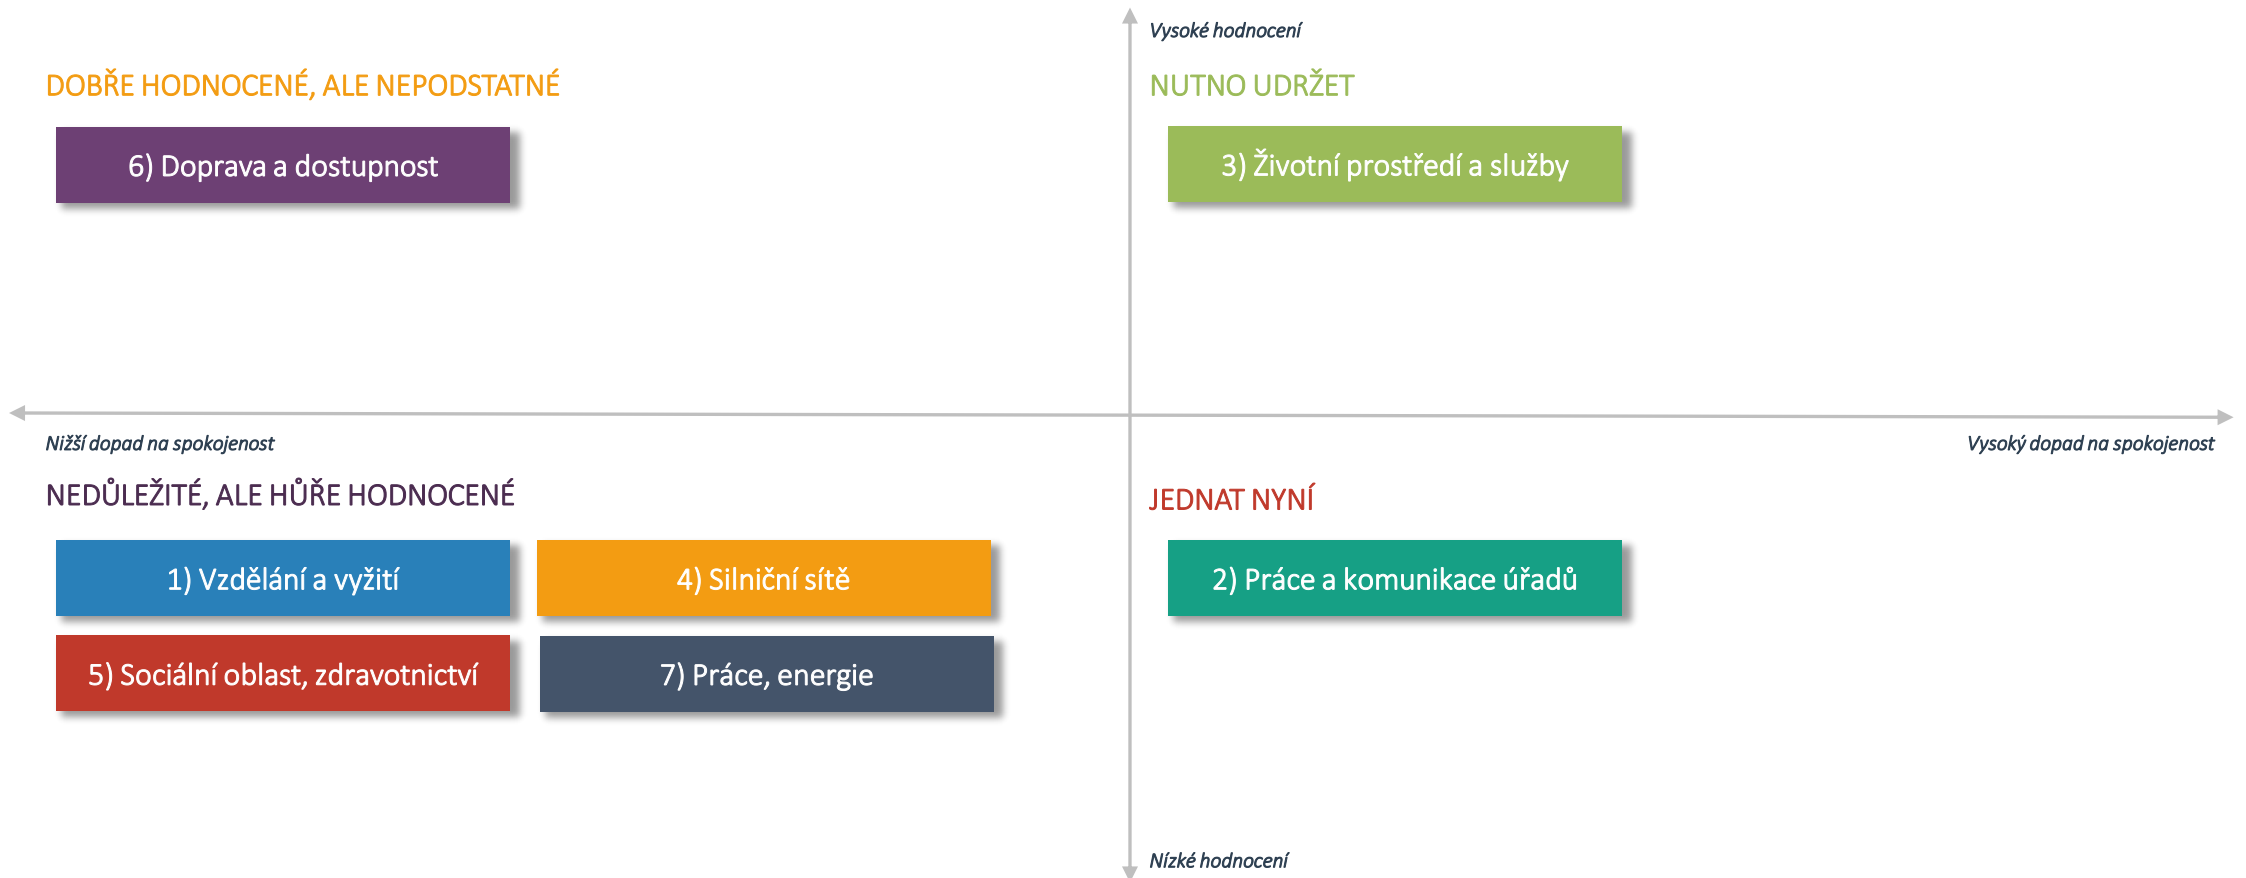 Vysoké hodnocení
DOBŘE HODNOCENÉ, ALE NEPODSTATNÉ
NUTNO UDRŽET
6) Doprava a dostupnost
3) Životní prostředí a služby
Nižší dopad na spokojenost
Vysoký dopad na spokojenost
NEDŮLEŽITÉ, ALE HŮŘE HODNOCENÉ
JEDNAT NYNÍ
1) Vzdělání a vyžití
4) Silniční sítě
2) Práce a komunikace úřadů
5) Sociální oblast, zdravotnictví
7) Práce, energie
Nízké hodnocení